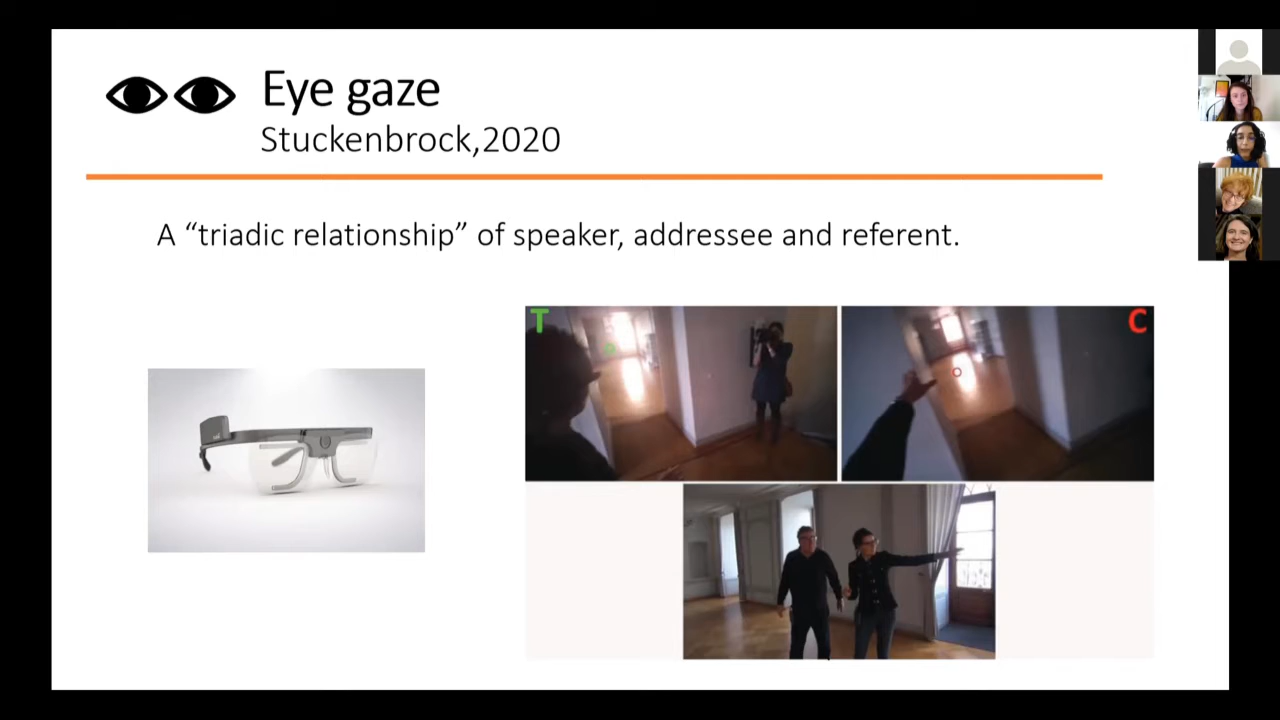 Eye gaze
Stuckenbrock,2020
A “triadic relationship” of speaker, addressee and referent.
T
C